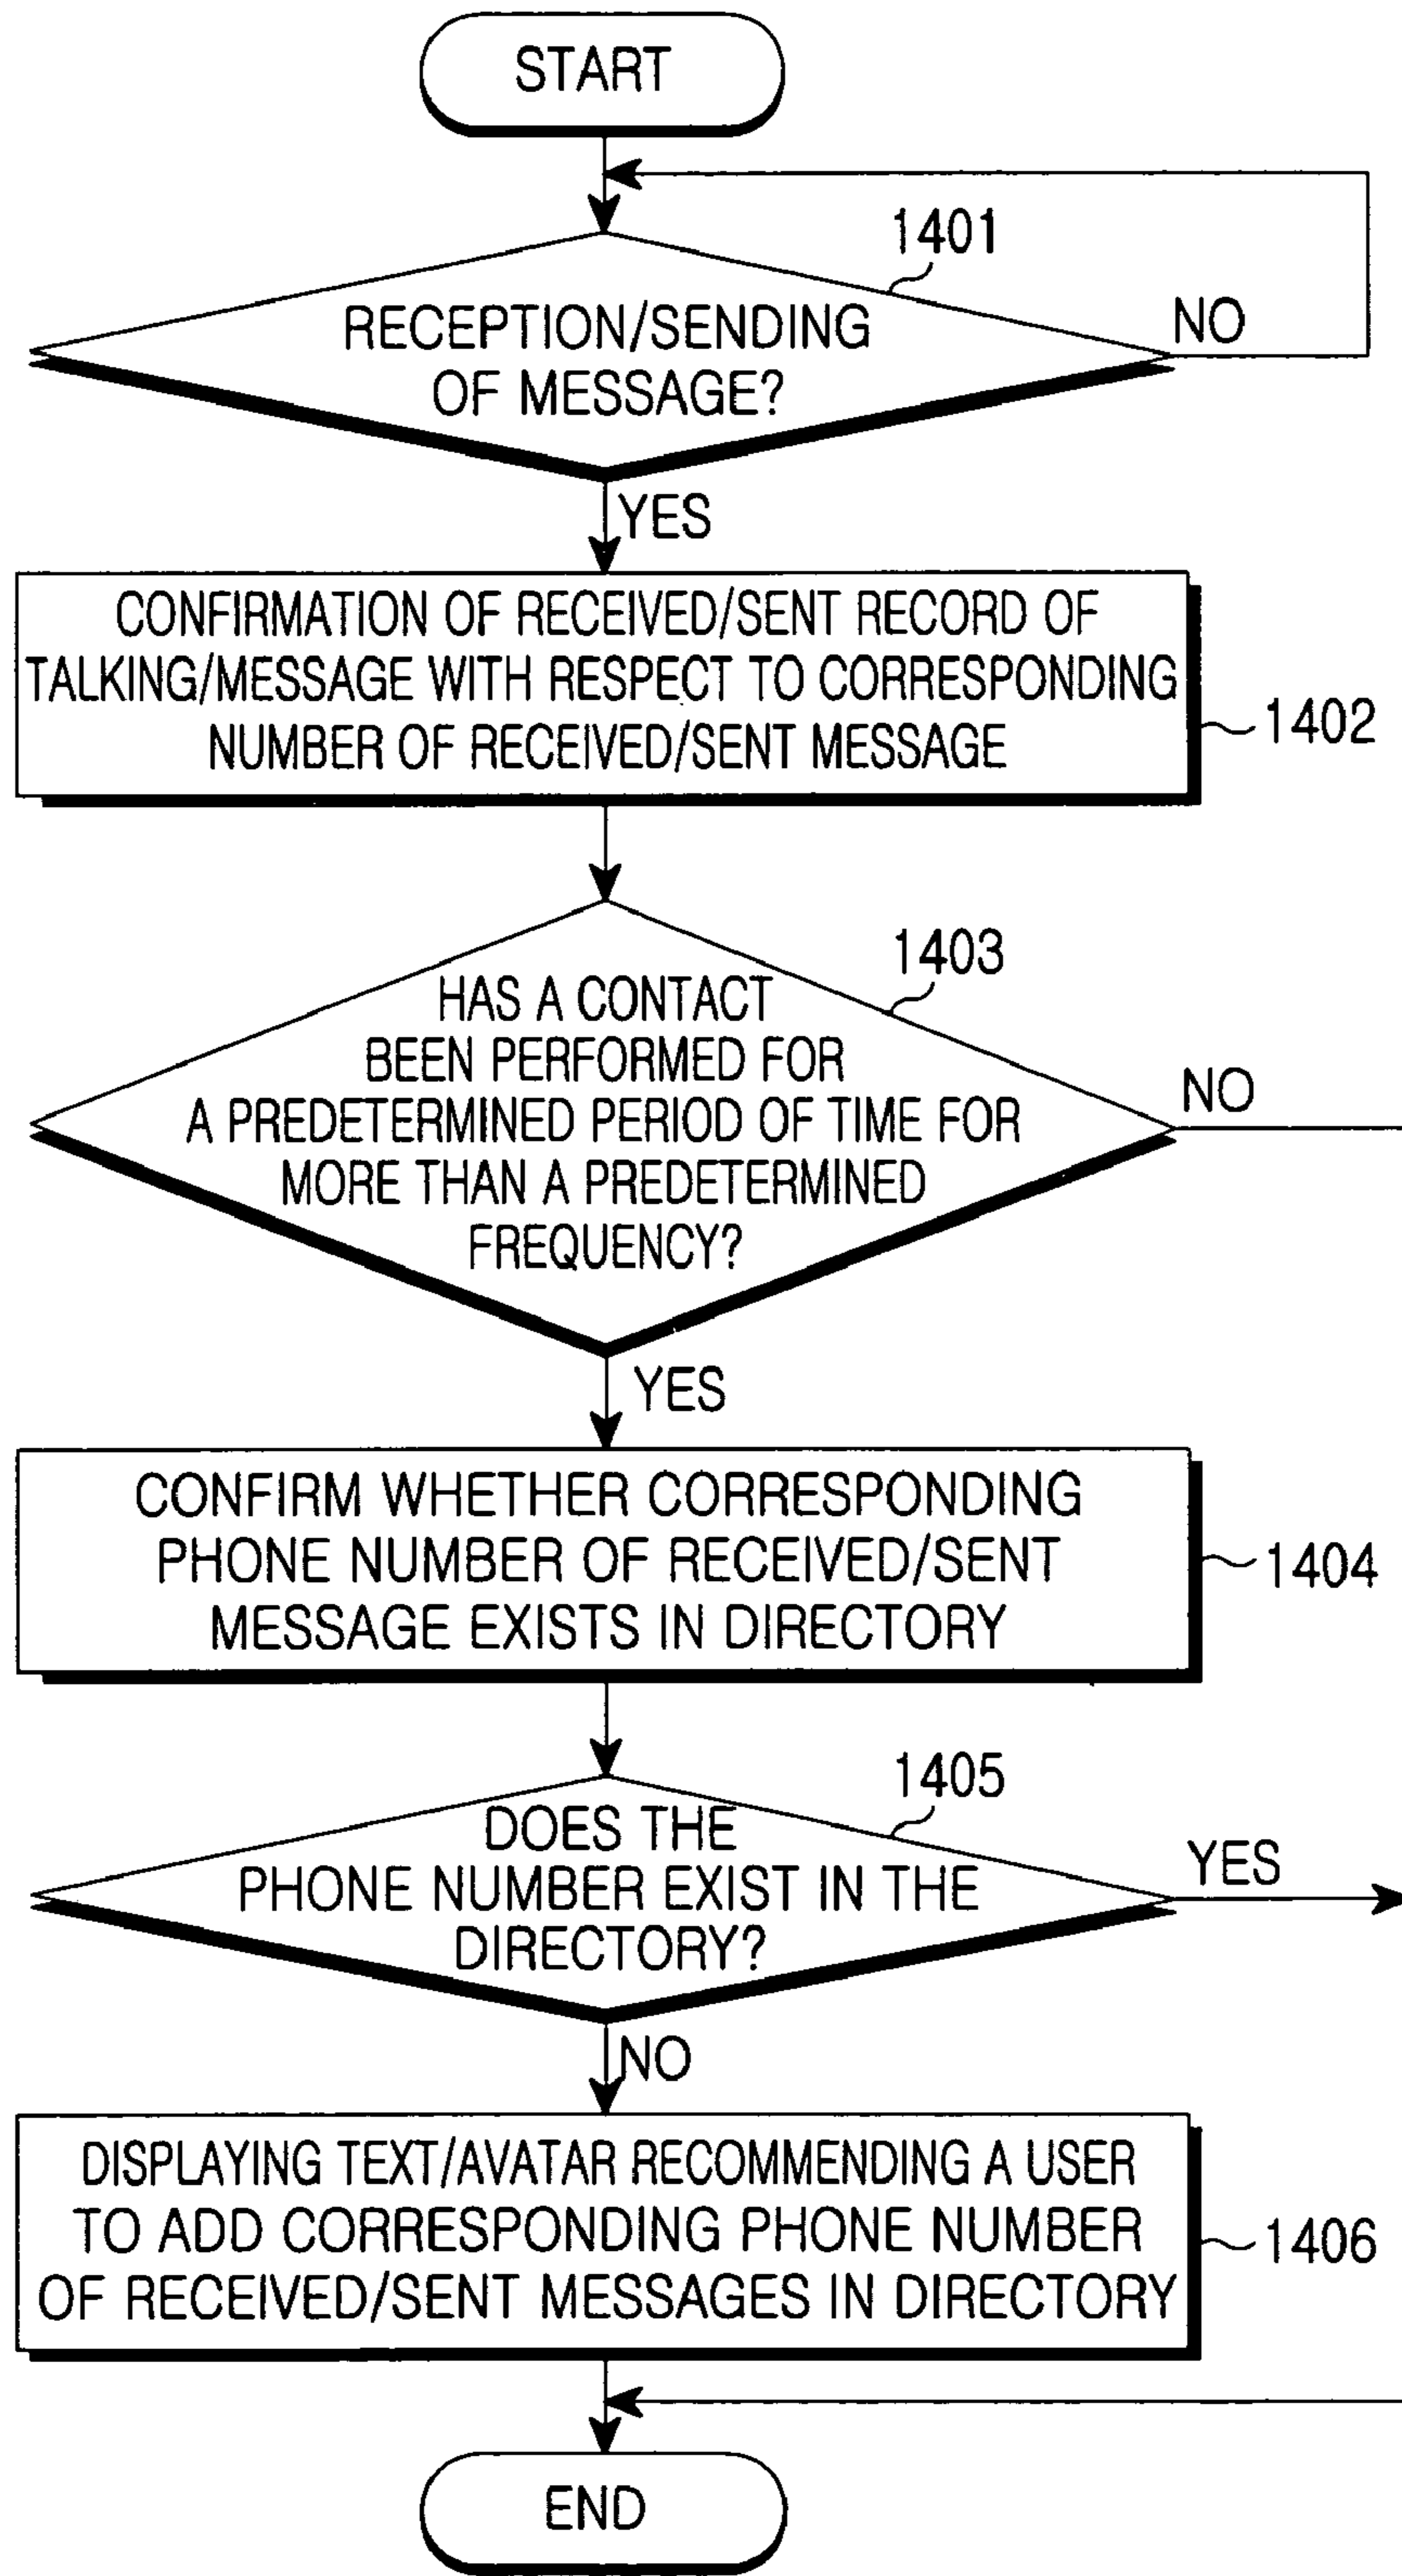 START
1401
RECEPTION/SENDING
OF MESSAGE?
NO
YES
CONFIRMATION OF RECEIVED/SENT RECORD OF
TALKING/MESSAGE WITH RESPECT TO CORRESPONDING
NUMBER OF RECEIVED/SENT MESSAGE
1402
1403
HAS A CONTACT
BEEN PERFORMED FOR
A PREDETERMINED PERIOD OF TIME FOR
MORE THAN A PREDETERMINED
FREQUENCY?
NO
YES
CONFIRM WHETHER CORRESPONDING
PHONE NUMBER OF RECEIVED/SENT
MESSAGE EXISTS IN DIRECTORY
1404
1405
DOES THE
PHONE NUMBER EXIST IN THE
DIRECTORY?
YES
NO
DISPLAYING TEXT/AVATAR RECOMMENDING A USER
TO ADD CORRESPONDING PHONE NUMBER
OF RECEIVED/SENT MESSAGES IN DIRECTORY
1406
END